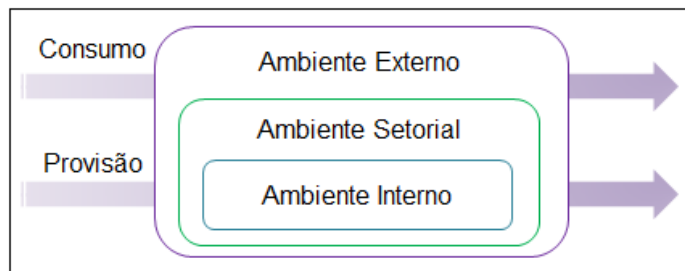 Consumo
Ambiente Externo
Ambiente Setorial
Provisão
Ambiente Interno